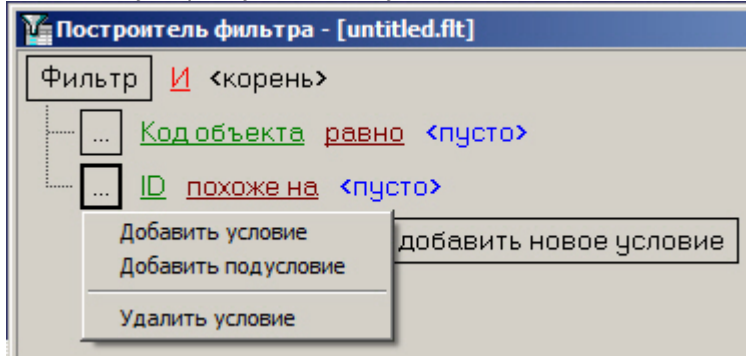 Построитель фильтра - [untitled.flt]
Фильтр И <корень>
... Код объекта равно <пусто>
... ID похоже на <пусто>
Добавить условие
добавить новое условие
Добавить подусловие
Удалить условие